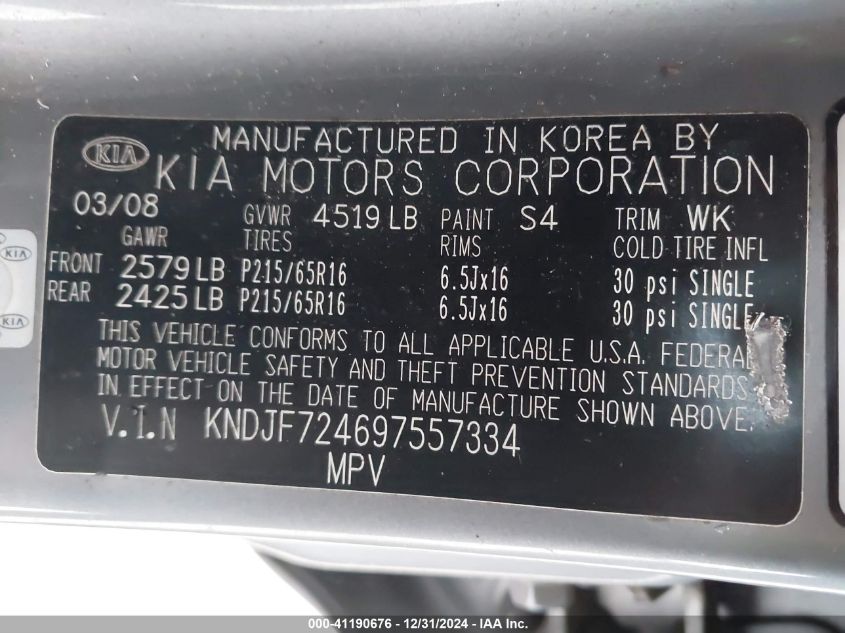 KIA
MANUFACTURED IN KOREA BY
KIA MOTORS CORPORATION
03/08 GVWR 4519 LB PAINT S4 TRIM WK
GAWR TIRES RIMS COLD TIRE INFL
FRONT 2579 LB P215/65R16 6.5Jx16 30 psi SINGLE
REAR 2425 LB P215/65R16 6.5Jx16 30 psi SINGLE
THIS VEHICLE CONFORMS TO ALL APPLICABLE U.S.A. FEDERAL
MOTOR VEHICLE SAFETY AND THEFT PREVENTION STANDARDS
IN EFFECT ON THE DATE OF MANUFACTURE SHOWN ABOVE.
V.I.N KNDJF724697557334
MPV
KIA
KIA
000-41190676 - 12/31/2024 - IAA Inc.